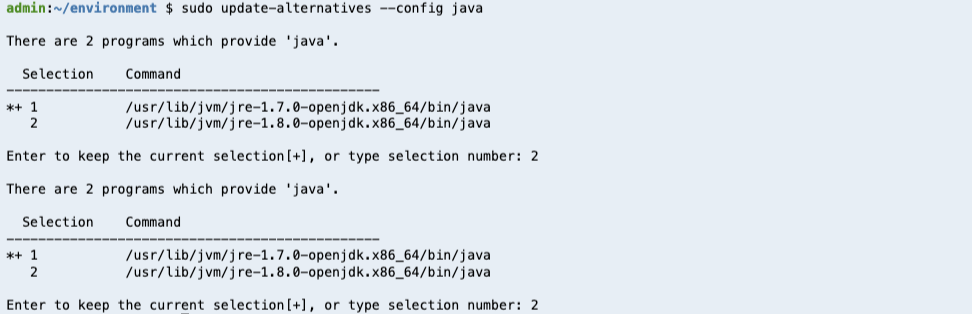 admin:~/environment $ sudo update-alternatives --config java
There are 2 programs which provide 'java'.
Selection Command
-----------------------------------------------
*+ 1 /usr/lib/jvm/jre-1.7.0-openjdk.x86_64/bin/java
2 /usr/lib/jvm/jre-1.8.0-openjdk.x86_64/bin/java
Enter to keep the current selection[+], or type selection number: 2
There are 2 programs which provide 'java'.
Selection Command
-----------------------------------------------
*+ 1 /usr/lib/jvm/jre-1.7.0-openjdk.x86_64/bin/java
2 /usr/lib/jvm/jre-1.8.0-openjdk.x86_64/bin/java
Enter to keep the current selection[+], or type selection number: 2